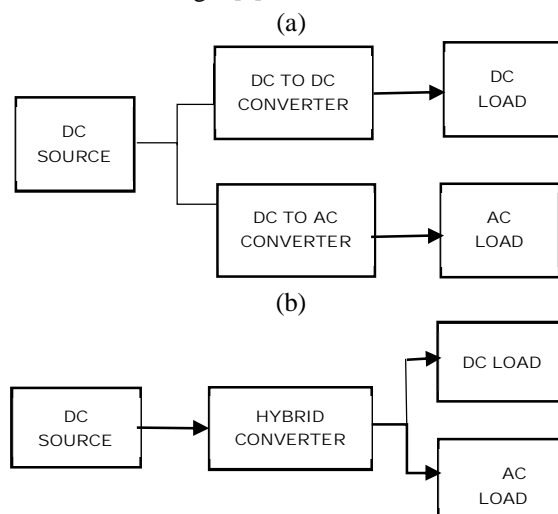 (a)
DC TO DC
CONVERTER
DC
LOAD
DC
SOURCE
DC TO AC
CONVERTER
AC
LOAD
(b)
DC
SOURCE
HYBRID
CONVERTER
DC LOAD
AC
LOAD